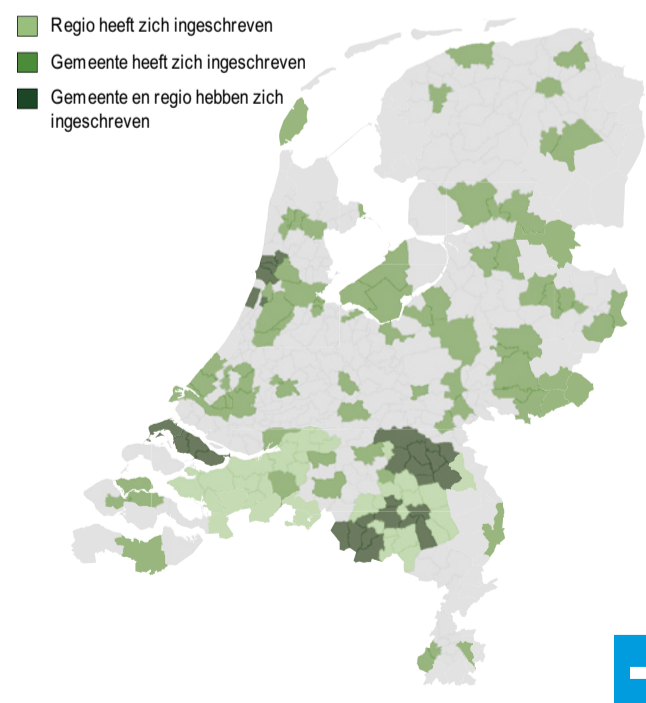 Regio heeft zich ingeschreven
Gemeente heeft zich ingeschreven
Gemeente en regio hebben zich
ingeschreven